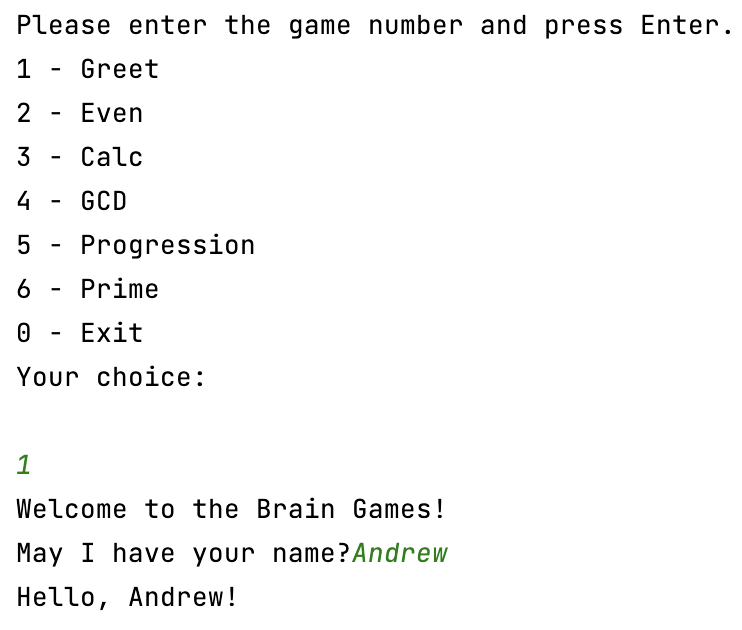 Please enter the game number and press Enter.
1 - Greet
2 - Even
3 - Calc
4 - GCD
5 - Progression
6 - Prime
0 - Exit
Your choice:
1
Welcome to the Brain Games!
May I have your name?Andrew
Hello, Andrew!